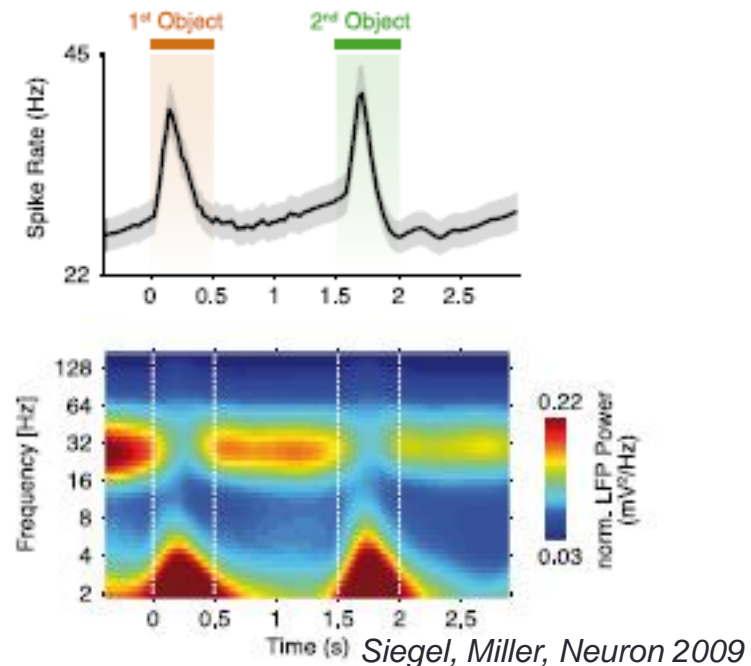 1st Object
2nd Object
45
Spike Rate (Hz)
22
0 0.5 1 1.5 2 2.5
128
64
32
16
8
4
2
Frequency [Hz]
0 0,5 1 1,5 2 2,5
Time (s)
0.22
0.03
norm. LFP Power
(mV²/Hz)
Siegel, Miller, Neuron 2009